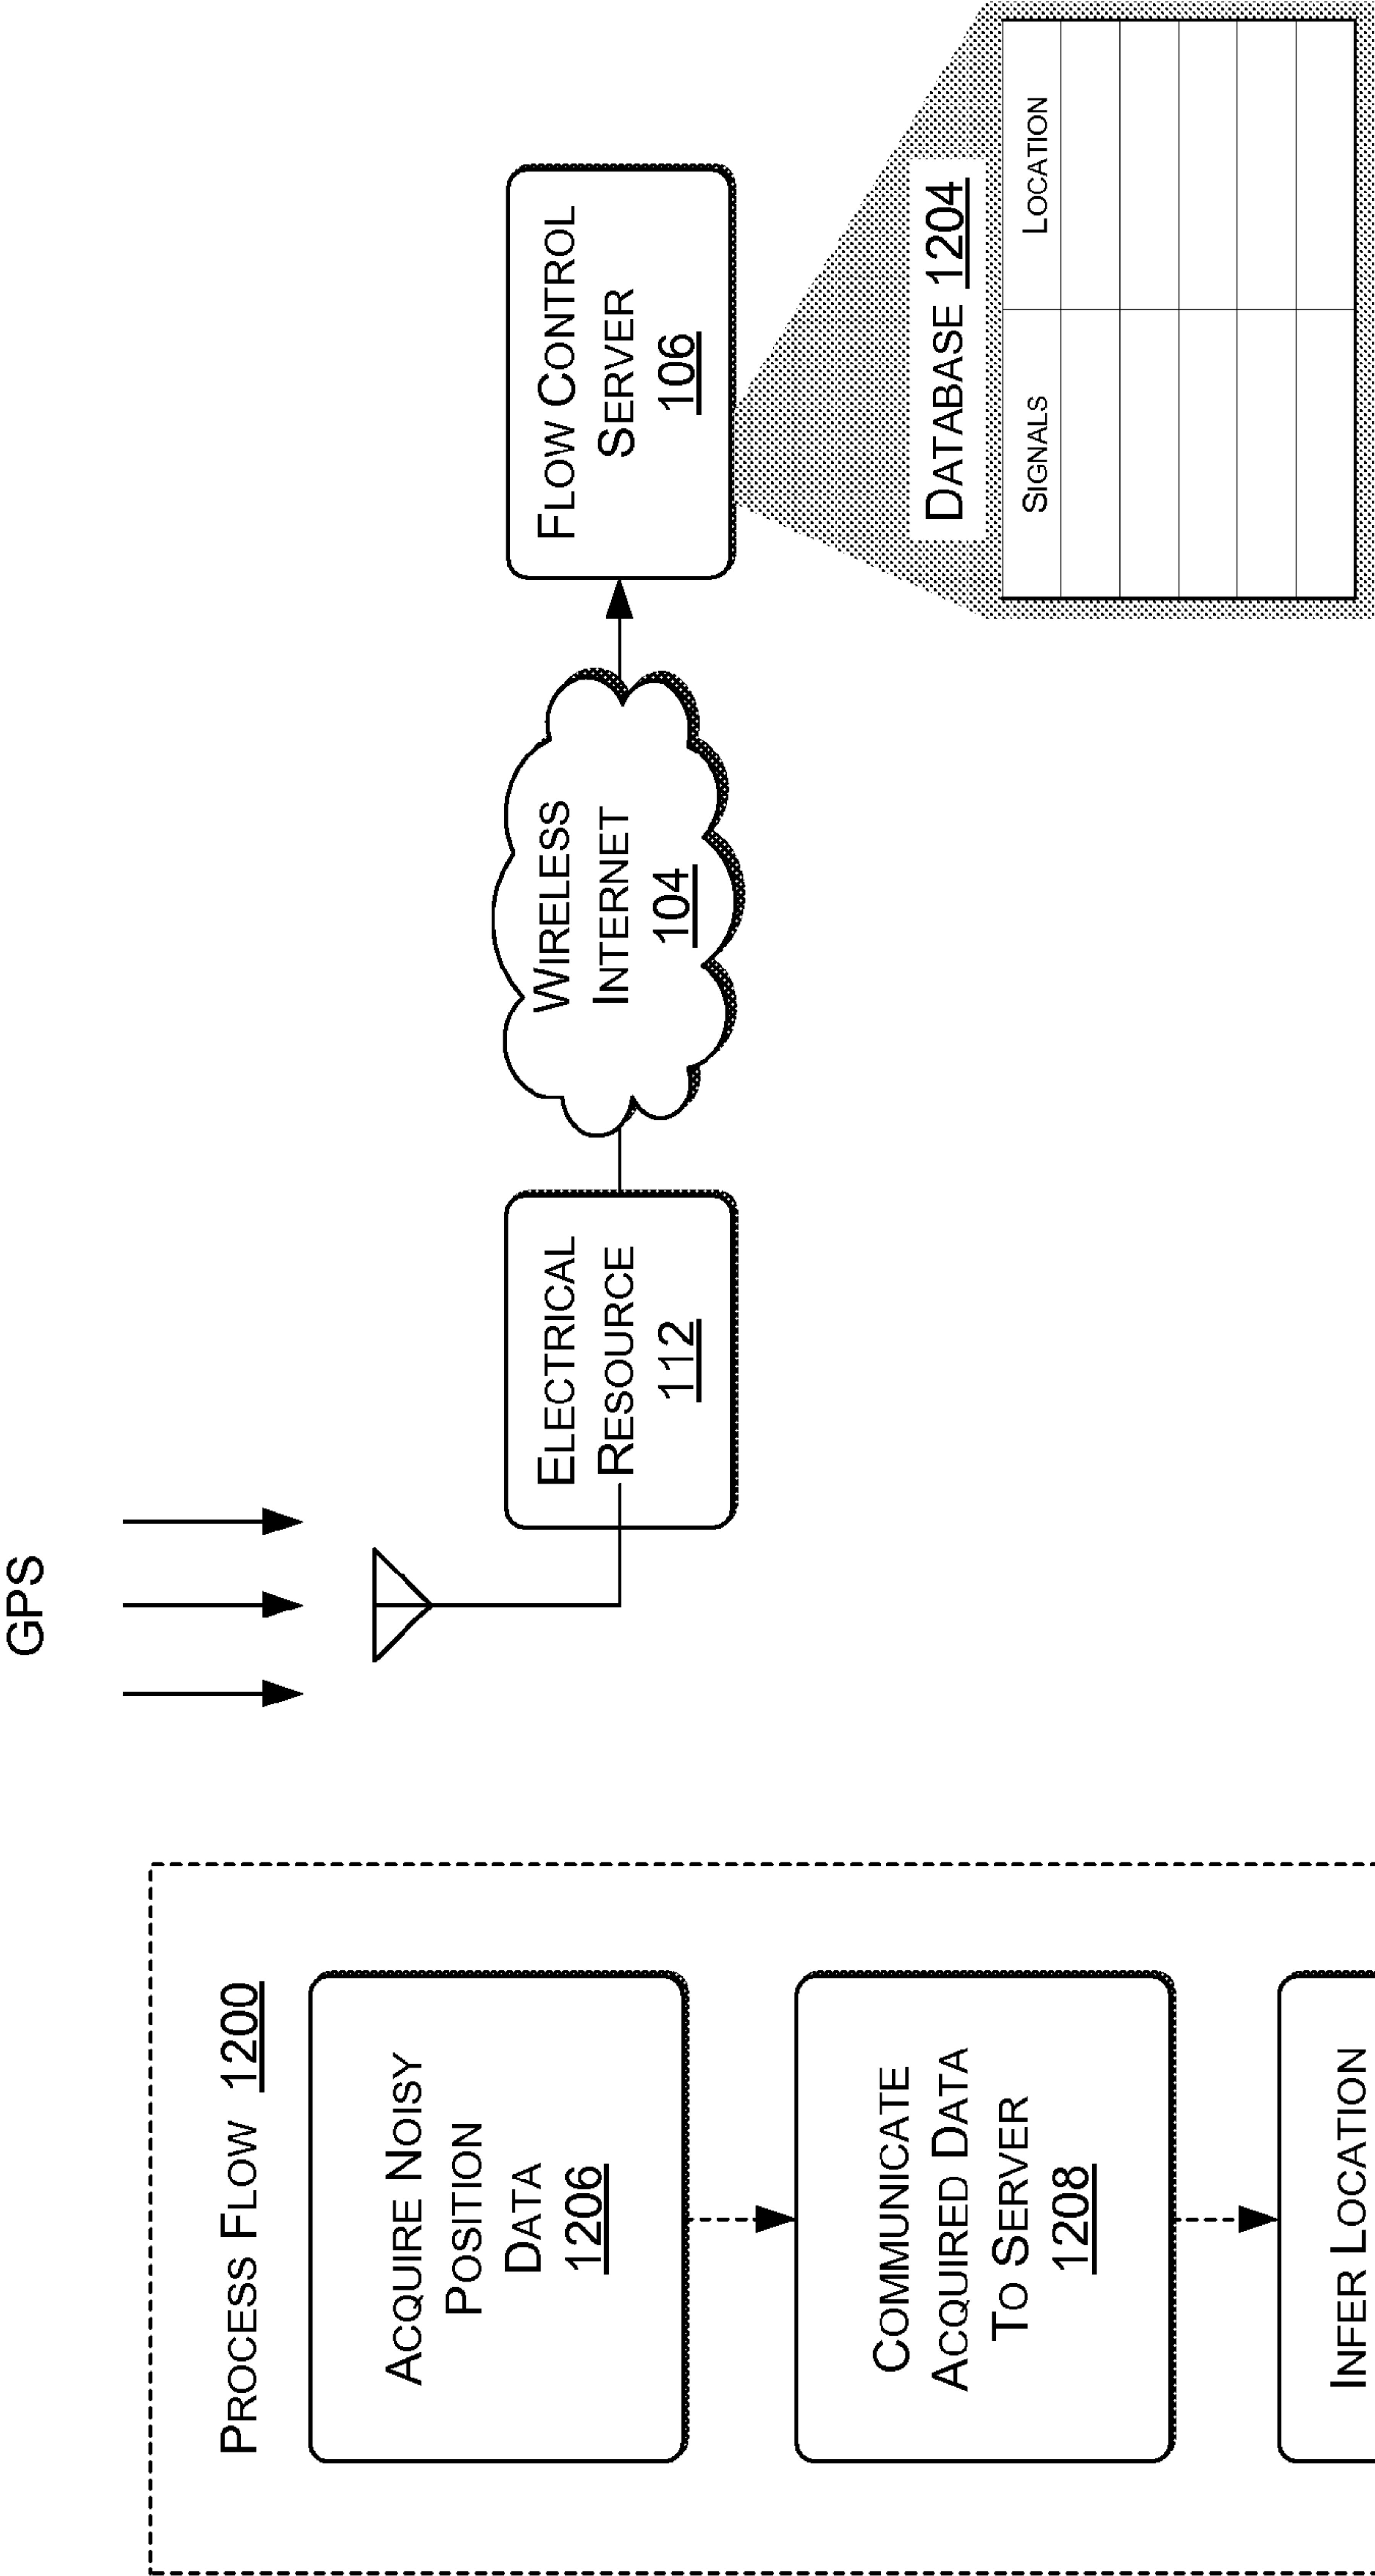 GPS
PROCESS FLOW 1200
ACQUIRE NOISY
POSITION
DATA
1206
COMMUNICATE
ACQUIRED DATA
TO SERVER
1208
INFER LOCATION
ELECTRICAL
RESOURCE
112
WIRELESS
INTERNET
104
FLOW CONTROL
SERVER
106
DATABASE 1204
SIGNALS
LOCATION